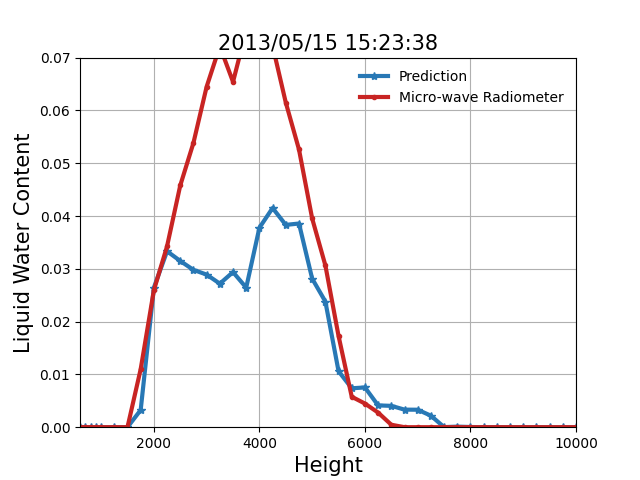 2013/05/15 15:23:38
Prediction
Micro-wave Radiometer
Liquid Water Content
0.07
0.06
0.05
0.04
0.03
0.02
0.01
0.00
2000 4000 6000 8000 10000
Height